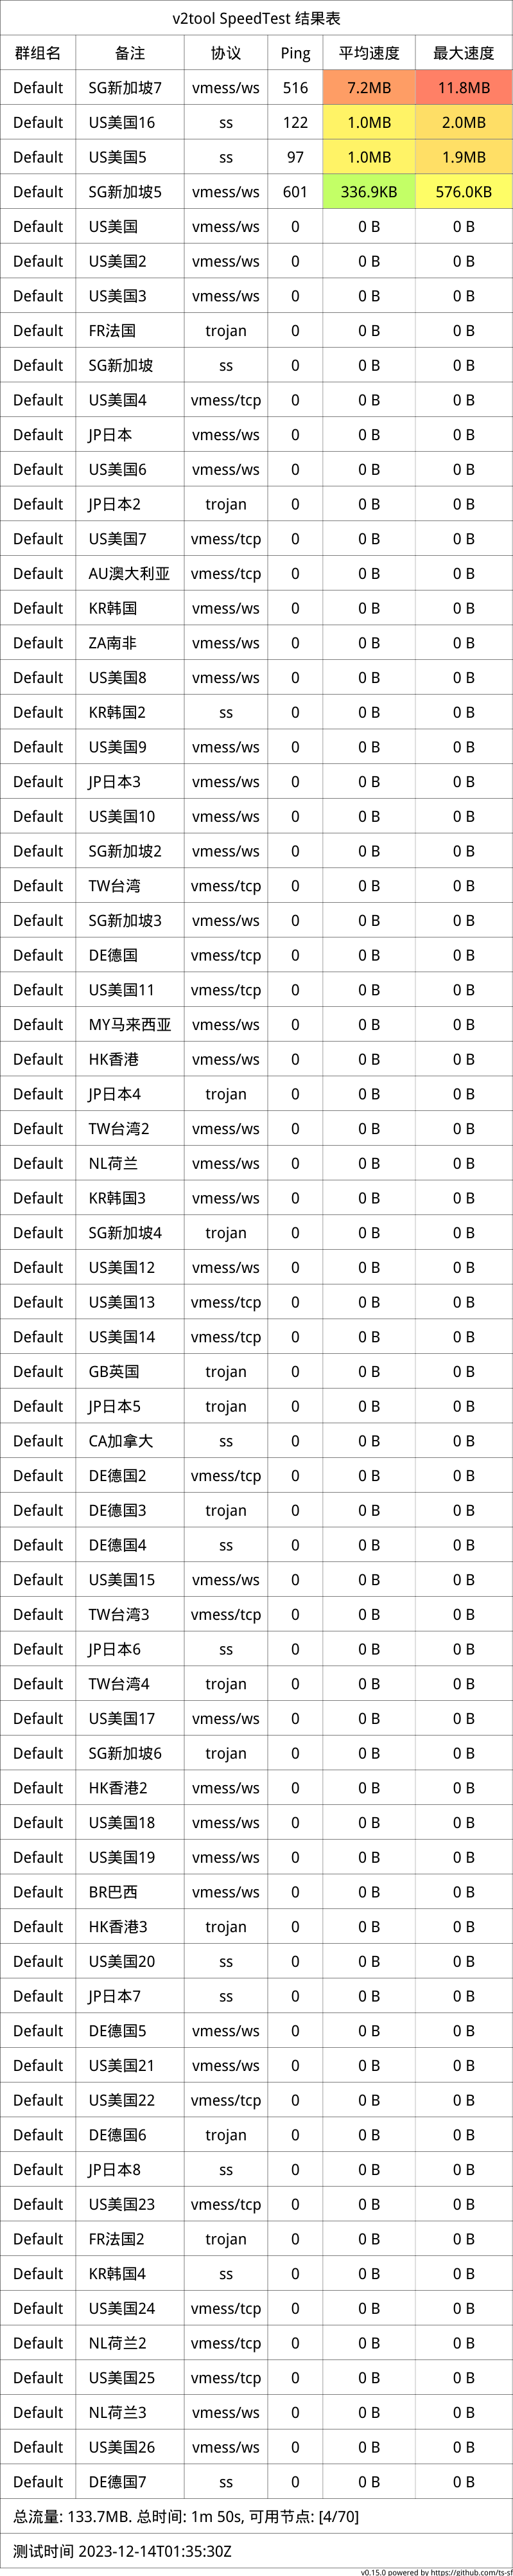 v2tool SpeedTest 结果表
群组名 备注 协议 Ping 平均速度 最大速度
Default SG新加坡7 vmess/ws 516 7.2MB 11.8MB
Default US美国16 ss 122 1.0MB 2.0MB
Default US美国5 ss 97 1.0MB 1.9MB
Default SG新加坡5 vmess/ws 601 336.9KB 576.0KB
Default US美国 vmess/ws 0 0 B 0 B
Default US美国2 vmess/ws 0 0 B 0 B
Default US美国3 vmess/ws 0 0 B 0 B
Default FR法国 trojan 0 0 B 0 B
Default SG新加坡 ss 0 0 B 0 B
Default US美国4 vmess/tcp 0 0 B 0 B
Default JP日本 vmess/ws 0 0 B 0 B
Default US美国6 vmess/ws 0 0 B 0 B
Default JP日本2 trojan 0 0 B 0 B
Default US美国7 vmess/tcp 0 0 B 0 B
Default AU澳大利亚 vmess/tcp 0 0 B 0 B
Default KR韩国 vmess/ws 0 0 B 0 B
Default ZA南非 vmess/ws 0 0 B 0 B
Default US美国8 vmess/ws 0 0 B 0 B
Default KR韩国2 ss 0 0 B 0 B
Default US美国9 vmess/ws 0 0 B 0 B
Default JP日本3 vmess/ws 0 0 B 0 B
Default US美国10 vmess/ws 0 0 B 0 B
Default SG新加坡2 vmess/ws 0 0 B 0 B
Default TW台湾 vmess/tcp 0 0 B 0 B
Default SG新加坡3 vmess/ws 0 0 B 0 B
Default DE德国 vmess/tcp 0 0 B 0 B
Default US美国11 vmess/tcp 0 0 B 0 B
Default MY马来西亚 vmess/ws 0 0 B 0 B
Default HK香港 vmess/ws 0 0 B 0 B
Default JP日本4 trojan 0 0 B 0 B
Default TW台湾2 vmess/ws 0 0 B 0 B
Default NL荷兰 vmess/ws 0 0 B 0 B
Default KR韩国3 vmess/ws 0 0 B 0 B
Default SG新加坡4 trojan 0 0 B 0 B
Default US美国12 vmess/ws 0 0 B 0 B
Default US美国13 vmess/tcp 0 0 B 0 B
Default US美国14 vmess/tcp 0 0 B 0 B
Default GB英国 trojan 0 0 B 0 B
Default JP日本5 trojan 0 0 B 0 B
Default CA加拿大 ss 0 0 B 0 B
Default DE德国2 vmess/tcp 0 0 B 0 B
Default DE德国3 trojan 0 0 B 0 B
Default DE德国4 ss 0 0 B 0 B
Default US美国15 vmess/ws 0 0 B 0 B
Default TW台湾3 vmess/tcp 0 0 B 0 B
Default JP日本6 ss 0 0 B 0 B
Default TW台湾4 trojan 0 0 B 0 B
Default US美国17 vmess/ws 0 0 B 0 B
Default SG新加坡6 trojan 0 0 B 0 B
Default HK香港2 vmess/ws 0 0 B 0 B
Default US美国18 vmess/ws 0 0 B 0 B
Default US美国19 vmess/ws 0 0 B 0 B
Default BR巴西 vmess/ws 0 0 B 0 B
Default HK香港3 trojan 0 0 B 0 B
Default US美国20 ss 0 0 B 0 B
Default JP日本7 ss 0 0 B 0 B
Default DE德国5 vmess/ws 0 0 B 0 B
Default US美国21 vmess/ws 0 0 B 0 B
Default US美国22 vmess/tcp 0 0 B 0 B
Default DE德国6 trojan 0 0 B 0 B
Default JP日本8 ss 0 0 B 0 B
Default US美国23 vmess/tcp 0 0 B 0 B
Default FR法国2 trojan 0 0 B 0 B
Default KR韩国4 ss 0 0 B 0 B
Default US美国24 vmess/tcp 0 0 B 0 B
Default NL荷兰2 vmess/tcp 0 0 B 0 B
Default US美国25 vmess/tcp 0 0 B 0 B
Default NL荷兰3 vmess/ws 0 0 B 0 B
Default US美国26 vmess/ws 0 0 B 0 B
Default DE德国7 ss 0 0 B 0 B
总流量: 133.7MB. 总时间: 1m 50s, 可用节点: [4/70]
测试时间 2023-12-14T01:35:30Z
v0.15.0 powered by https://github.com/ts-sf